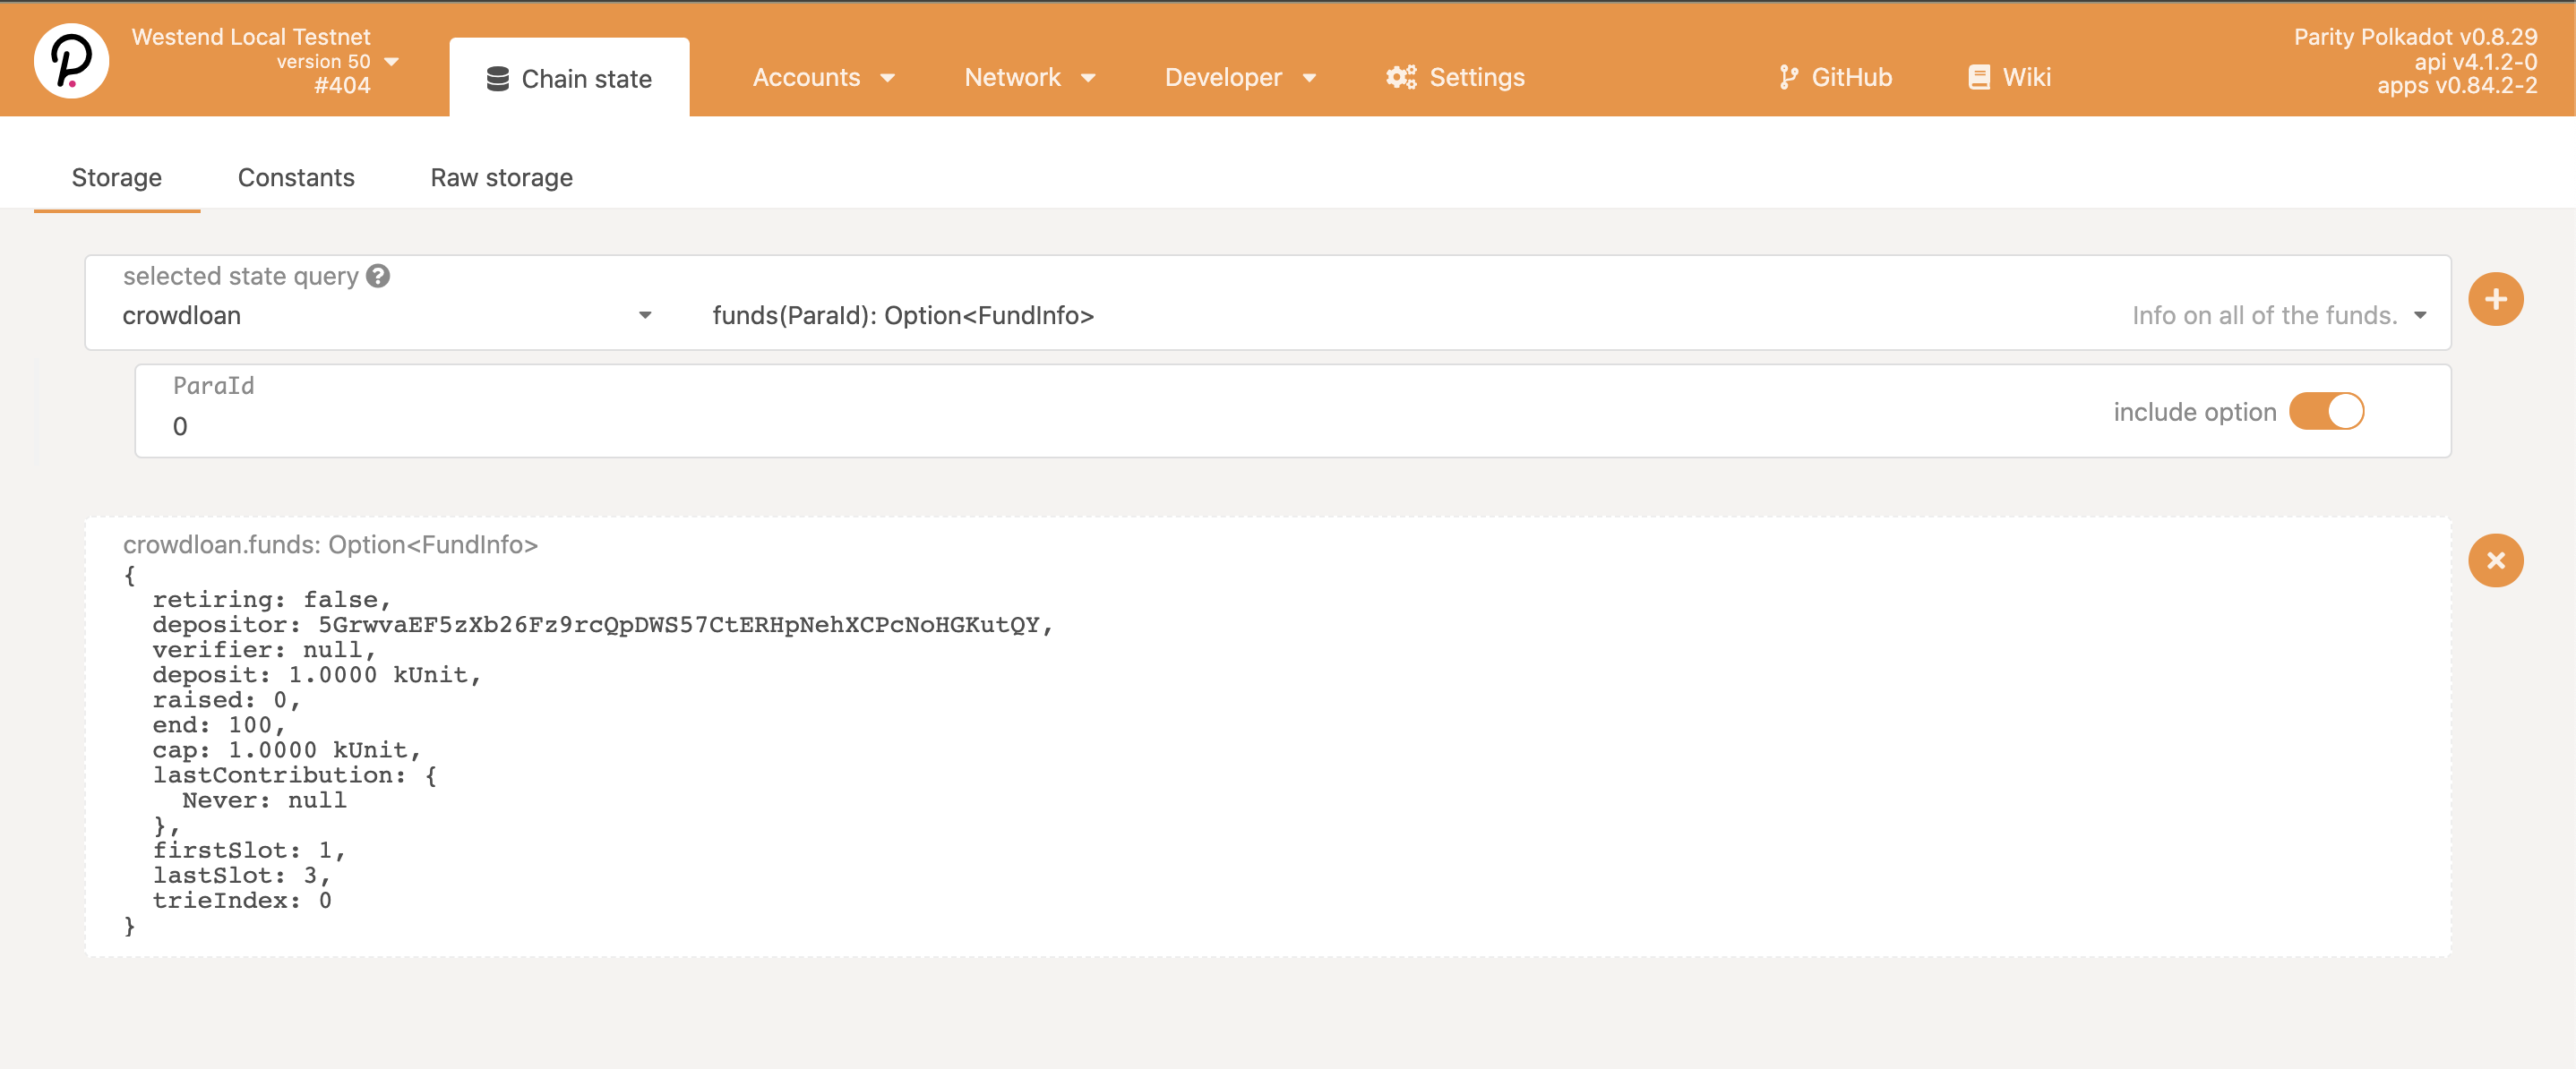 Westend Local Testnet
version 50
#404
Chain state
Accounts
Network
Developer
Settings
GitHub
Wiki
Parity Polkadot v0.8.29
api v4.1.2-0
apps v0.84.2-2
Storage
Constants
Raw storage
selected state query
crowdloan
funds(ParaId): Option<FundInfo>
Info on all of the funds.
ParaId
0
include option
crowdloan.funds: Option<FundInfo>
{
  retiring: false,
  depositor: 5GrwvaEF5zXb26Fz9rcQpDWS57CtERHpNehXCPcNoHGKutQY,
  verifier: null,
  deposit: 1.0000 kUnit,
  raised: 0,
  end: 100,
  cap: 1.0000 kUnit,
  lastContribution: {
    Never: null
  },
  firstSlot: 1,
  lastSlot: 3,
  trieIndex: 0
}